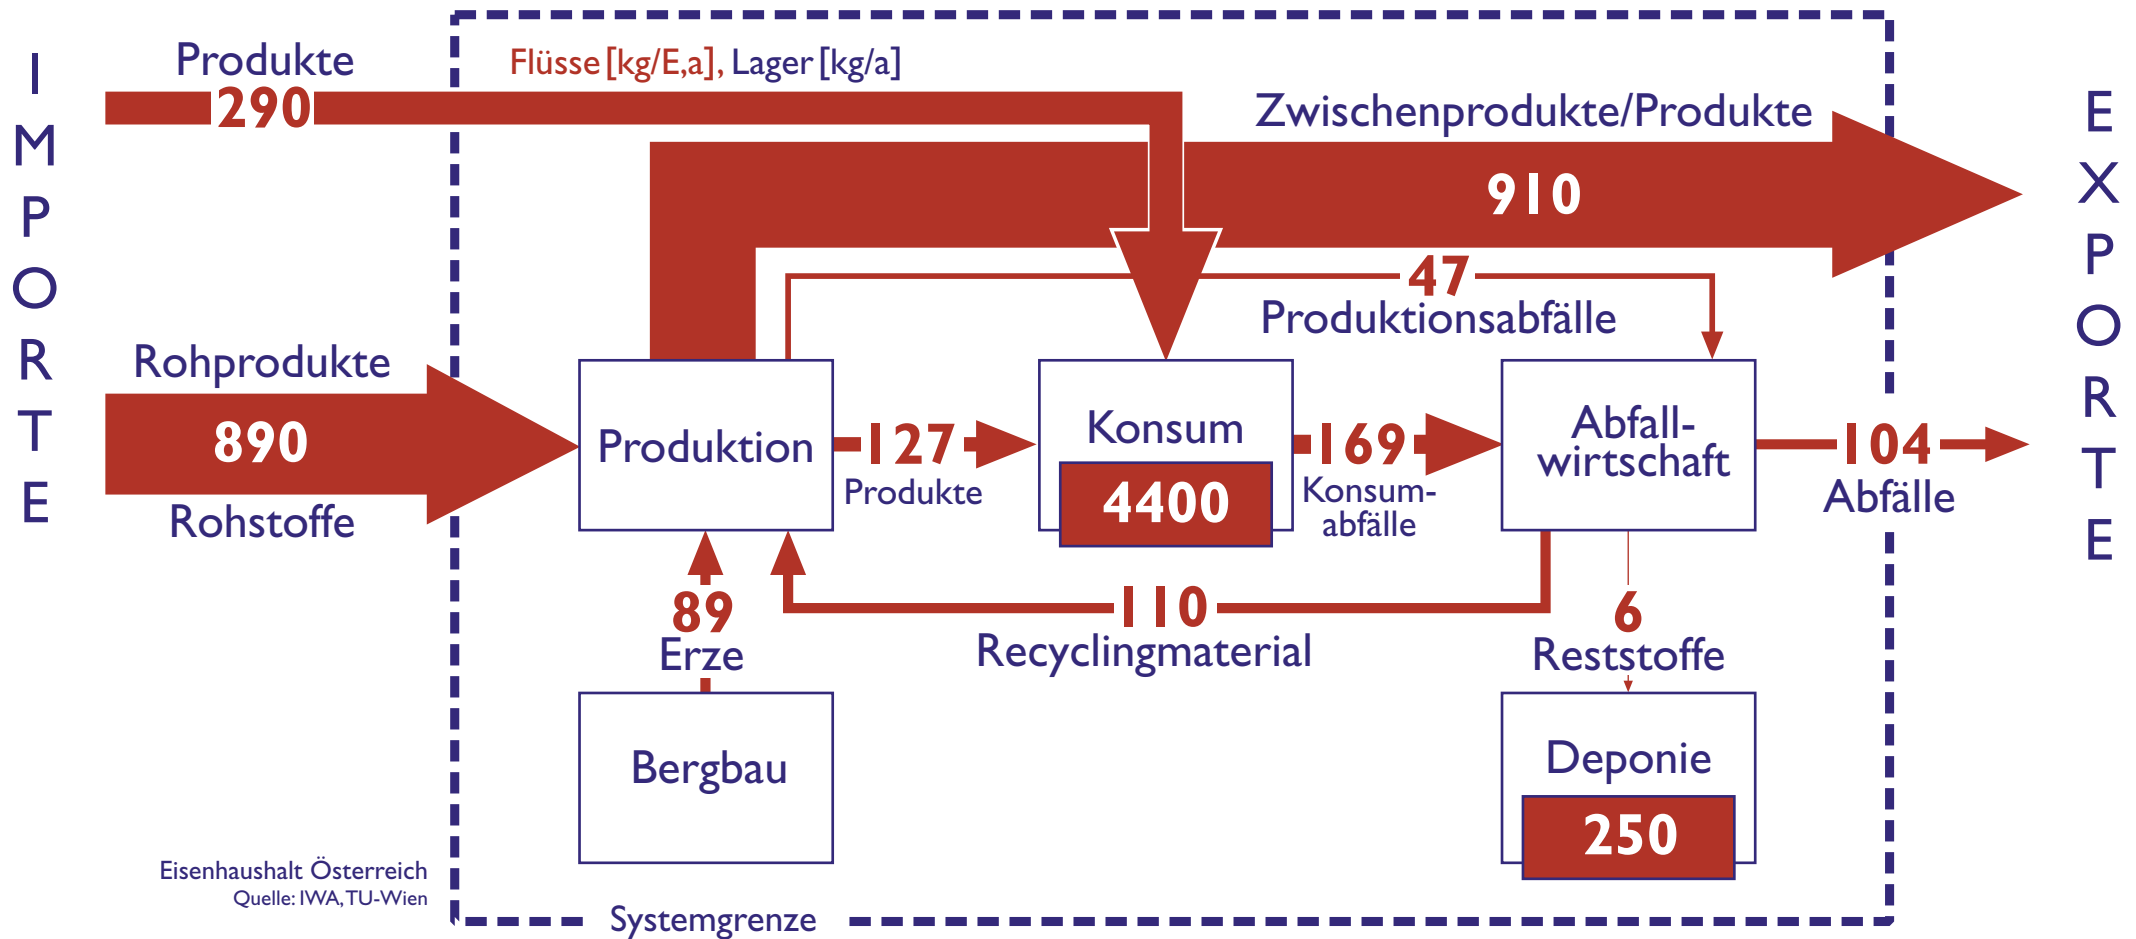 IMPORTE
Produkte
290
Flüsse [kg/E,a], Lager [kg/a]
Zwischenprodukte/Produkte
910
EXPORTE
47
Produktionsabfälle
Rohprodukte
890
Rohstoffe
Produktion
127
Produkte
Konsum
4400
169
Konsum-
abfälle
Abfall-
wirtschaft
104
Abfälle
89
Erze
110
Recyclingmaterial
6
Reststoffe
Bergbau
Deponie
250
Eisenhaushalt Österreich
Quelle: IWA, TU-Wien
Systemgrenze